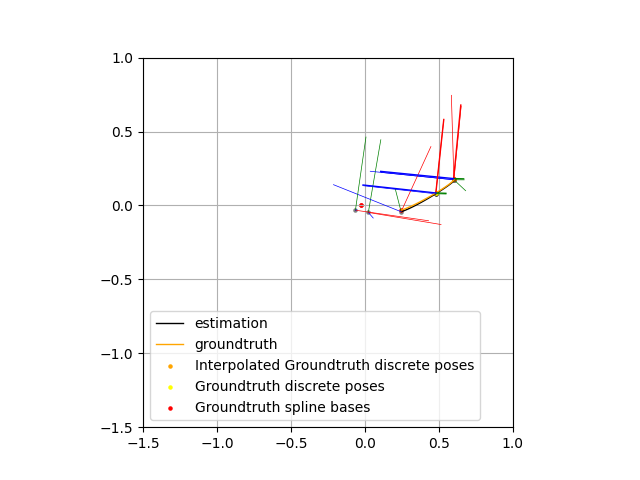 1.0
0.5
0.0
−0.5
−1.0
−1.5
estimation
groundtruth
Interpolated Groundtruth discrete poses
Groundtruth discrete poses
Groundtruth spline bases
−1.5 −1.0 −0.5 0.0 0.5 1.0